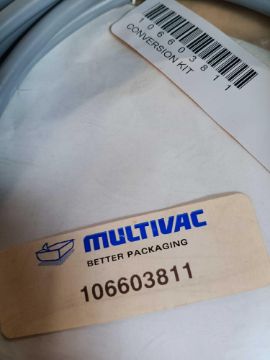 106603811
CONVERSION KIT
MULTIVAC
BETTER PACKAGING
106603811